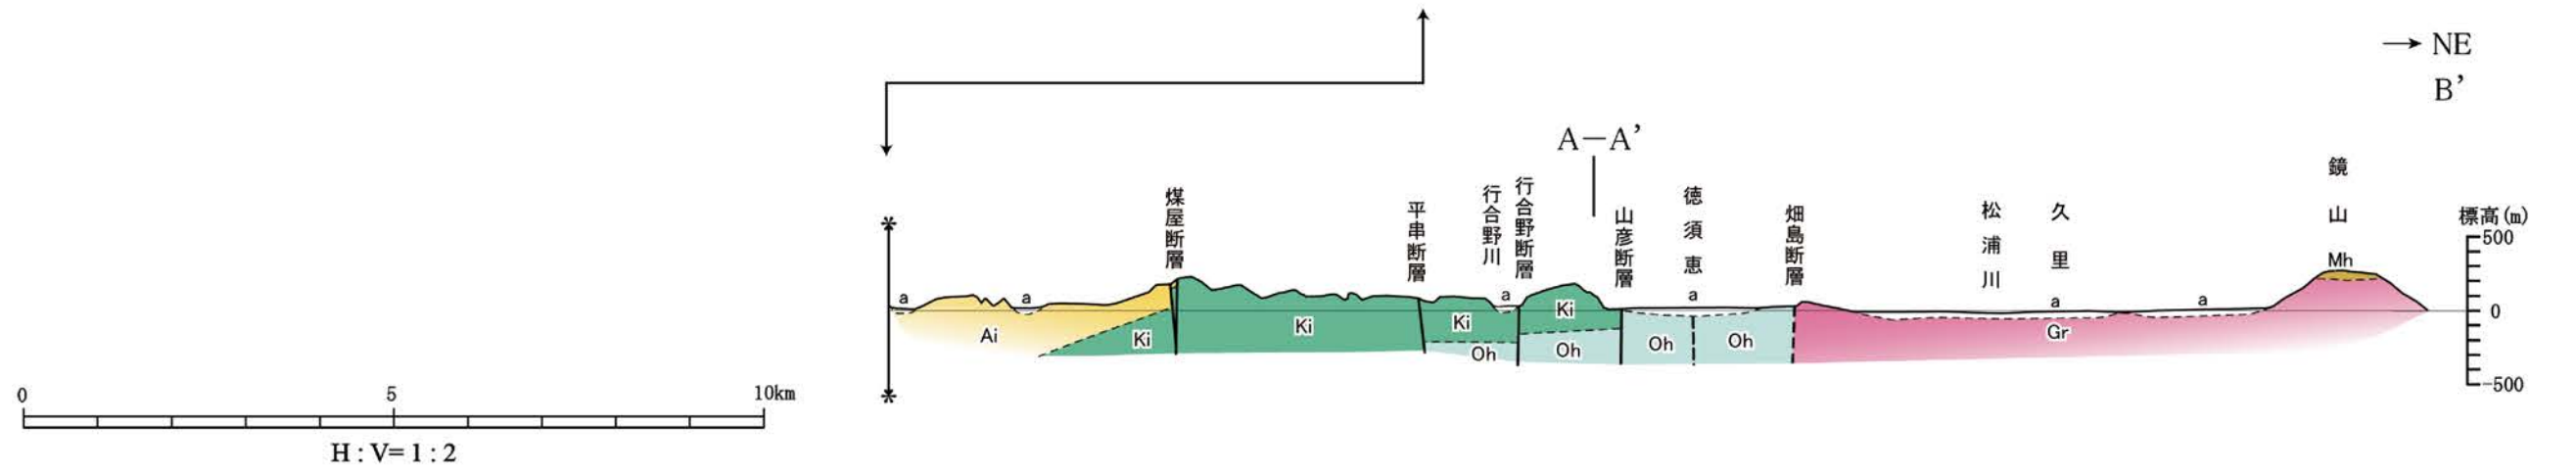 → NE
B’
A—A’
煤屋断層
平串断層
行合野川
行合野断層
山彦断層
徳須恵
畑島断層
松浦川
久里
鏡山
標高(m)
500
0
-500
Mh
a
a
a
a
a
a
Ai
Ki
Ki
Ki
Ki
Oh
Oh
Oh
Oh
Gr
*
*
0
5
10km
H : V= 1 : 2